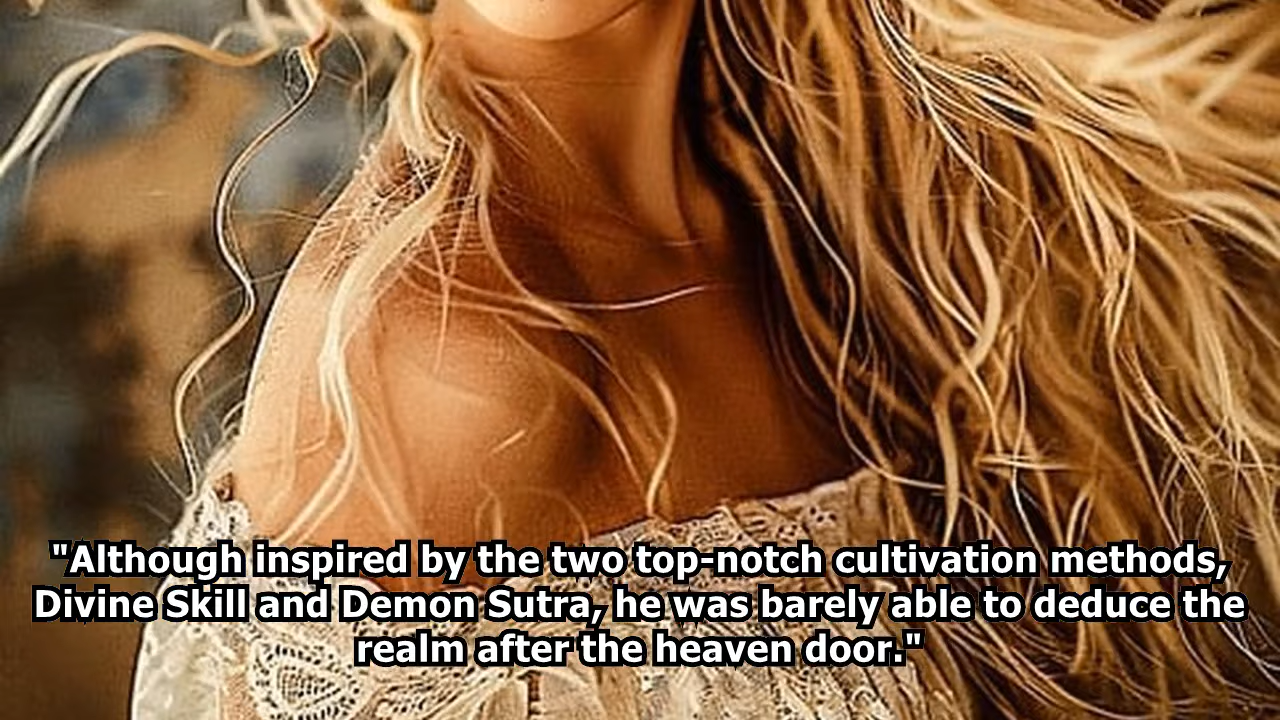 "Although inspired by the two top-notch cultivation methods,
Divine Skill and Demon Sutra, he was barely able to deduce the
realm after the heaven door."